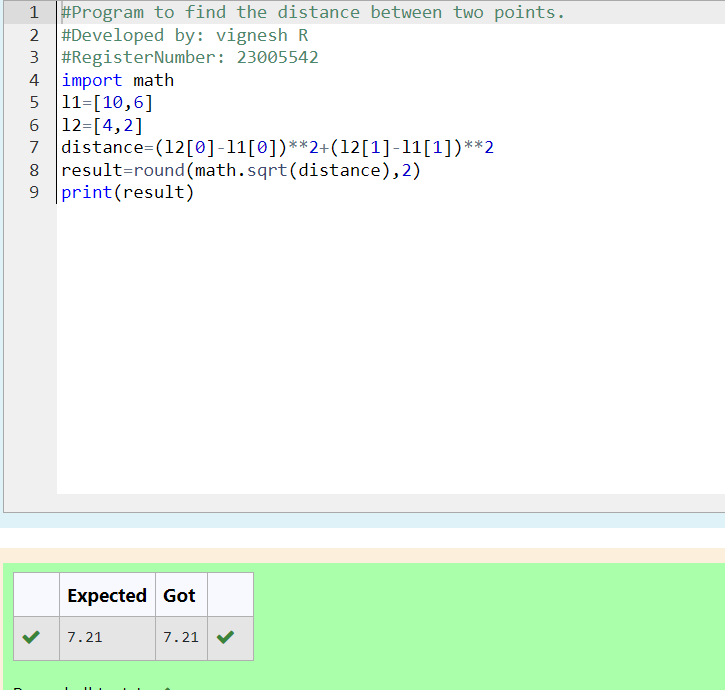 1 #Program to find the distance between two points.
2 #Developed by: vignesh R
3 #RegisterNumber: 23005542
4 import math
5 l1=[10,6]
6 l2=[4,2]
7 distance=(l2[0]-l1[0])**2+(l2[1]-l1[1])**2
8 result=round(math.sqrt(distance),2)
9 print(result)
Expected Got
7.21 7.21